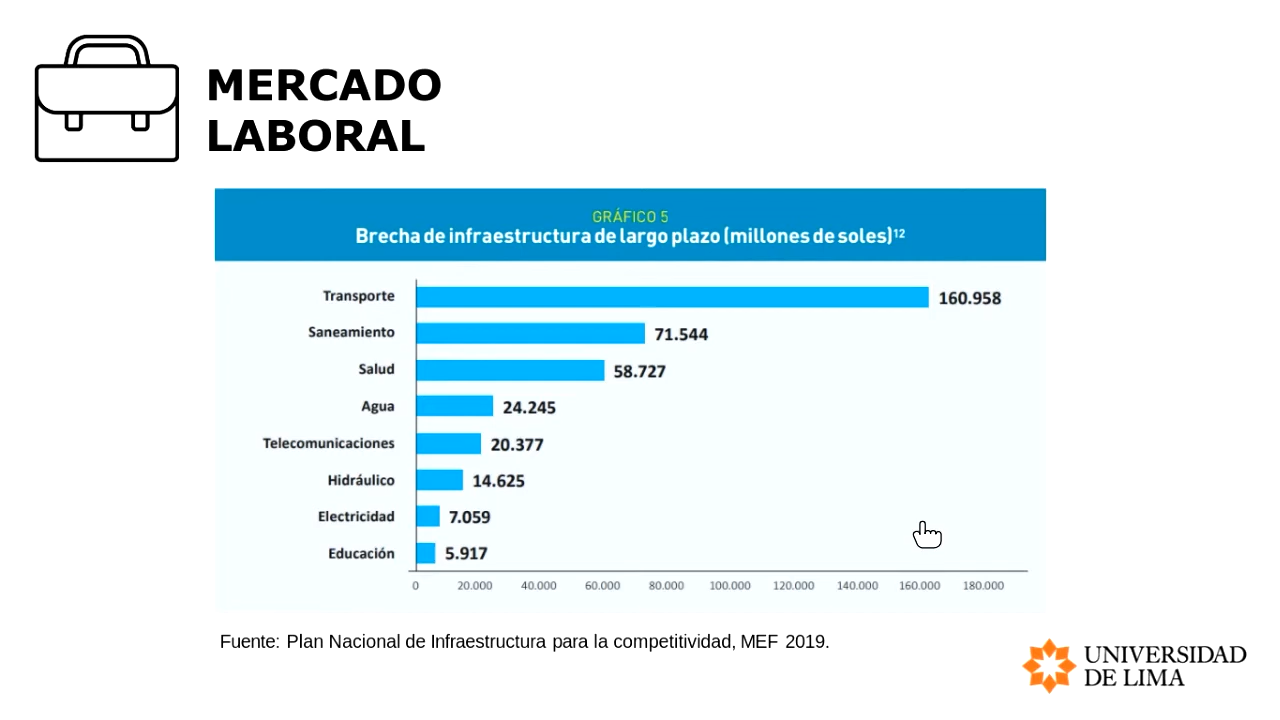 MERCADO
LABORAL
GRÁFICO 5
Brecha de infraestructura de largo plazo (millones de soles)¹²
Transporte 160.958
Saneamiento 71.544
Salud 58.727
Agua 24.245
Telecomunicaciones 20.377
Hidráulico 14.625
Electricidad 7.059
Educación 5.917
0 20.000 40.000 60.000 80.000 100.000 120.000 140.000 160.000 180.000
Fuente: Plan Nacional de Infraestructura para la competitividad, MEF 2019.
UNIVERSIDAD
DE LIMA